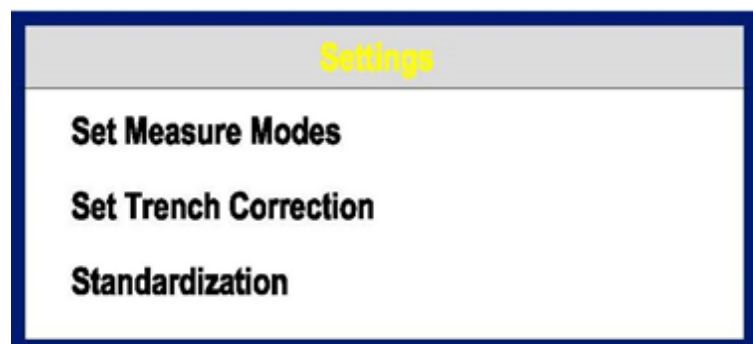 Settings
Set Measure Modes
Set Trench Correction
Standardization